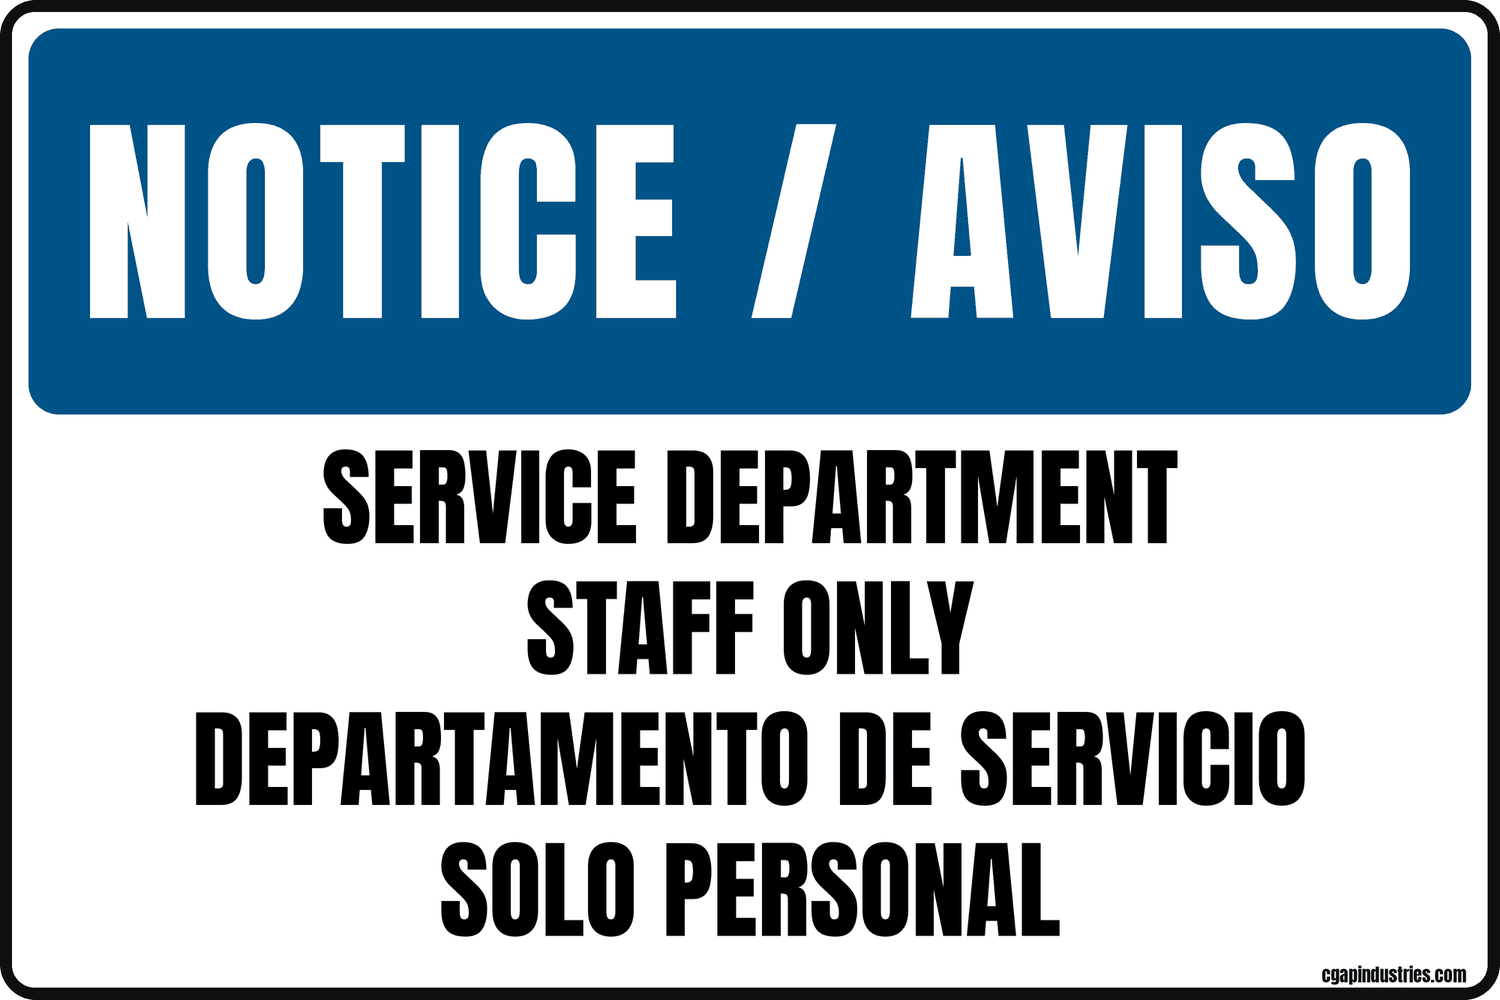 NOTICE / AVISO
SERVICE DEPARTMENT
STAFF ONLY
DEPARTAMENTO DE SERVICIO
SOLO PERSONAL
cgapindustries.com